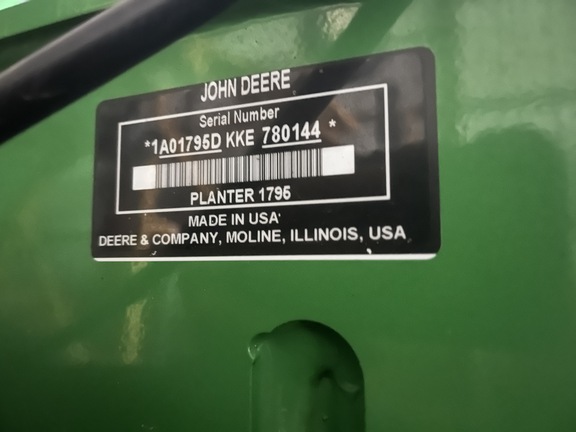 JOHN DEERE
Serial Number
*1A01795D KKE 780144 *
PLANTER 1795
MADE IN USA
DEERE & COMPANY, MOLINE, ILLINOIS, USA